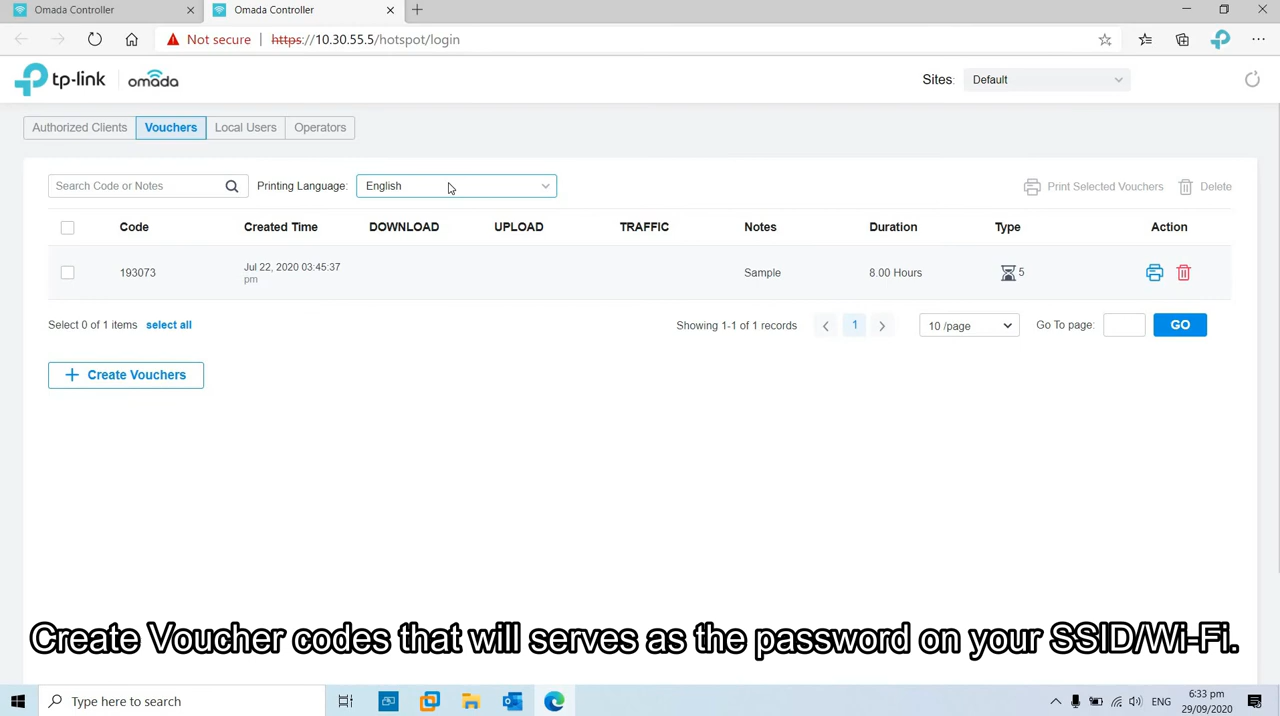 Omada Controller
Omada Controller
Not secure
https://10.30.55.5/hotspot/login
tp-link
omada
Sites:
Default
Authorized Clients
Vouchers
Local Users
Operators
Search Code or Notes
Printing Language:
English
Print Selected Vouchers
Delete
Code
Created Time
DOWNLOAD
UPLOAD
TRAFFIC
Notes
Duration
Type
Action
193073
Jul 22, 2020 03:45:37
pm
Sample
8.00 Hours
5
Select 0 of 1 items
select all
Showing 1-1 of 1 records
1
10 /page
Go To page:
GO
Create Vouchers
Create Voucher codes that will serves as the password on your SSID/Wi-Fi.
Type here to search
ENG
6:33 pm
29/09/2020